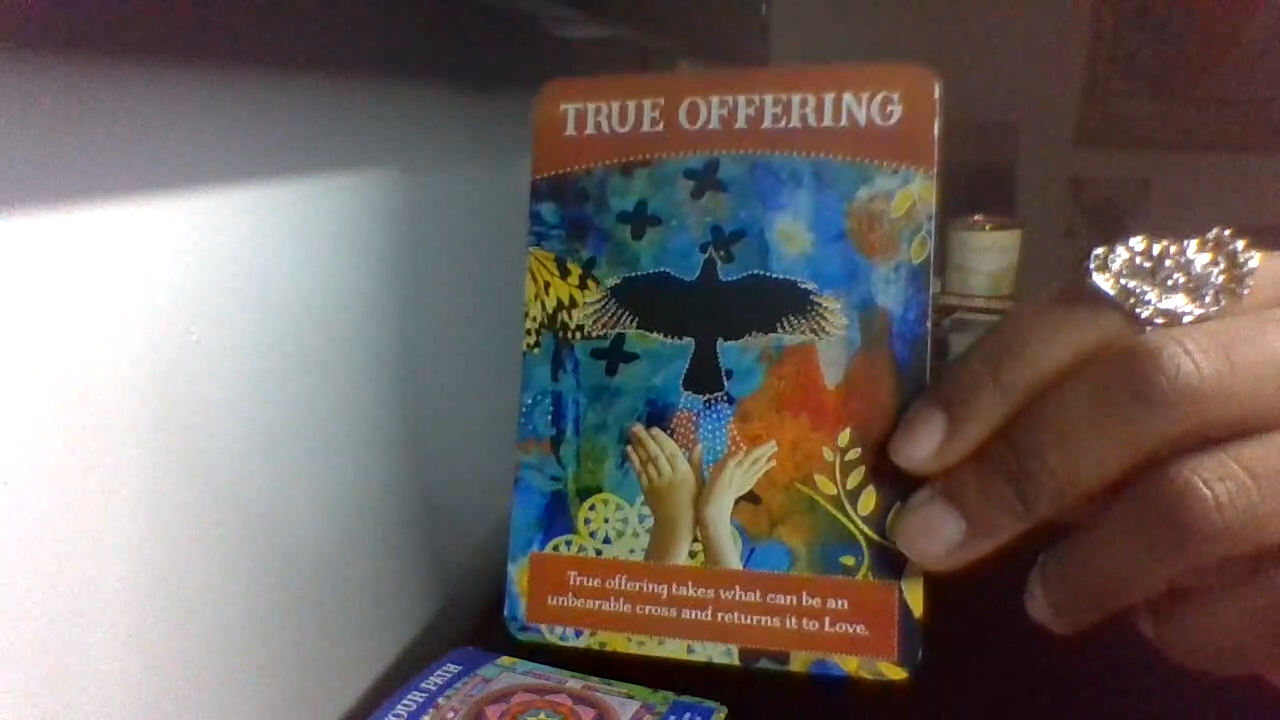 TRUE OFFERING
True offering takes what can be an
unbearable cross and returns it to Love.
OUR PATH